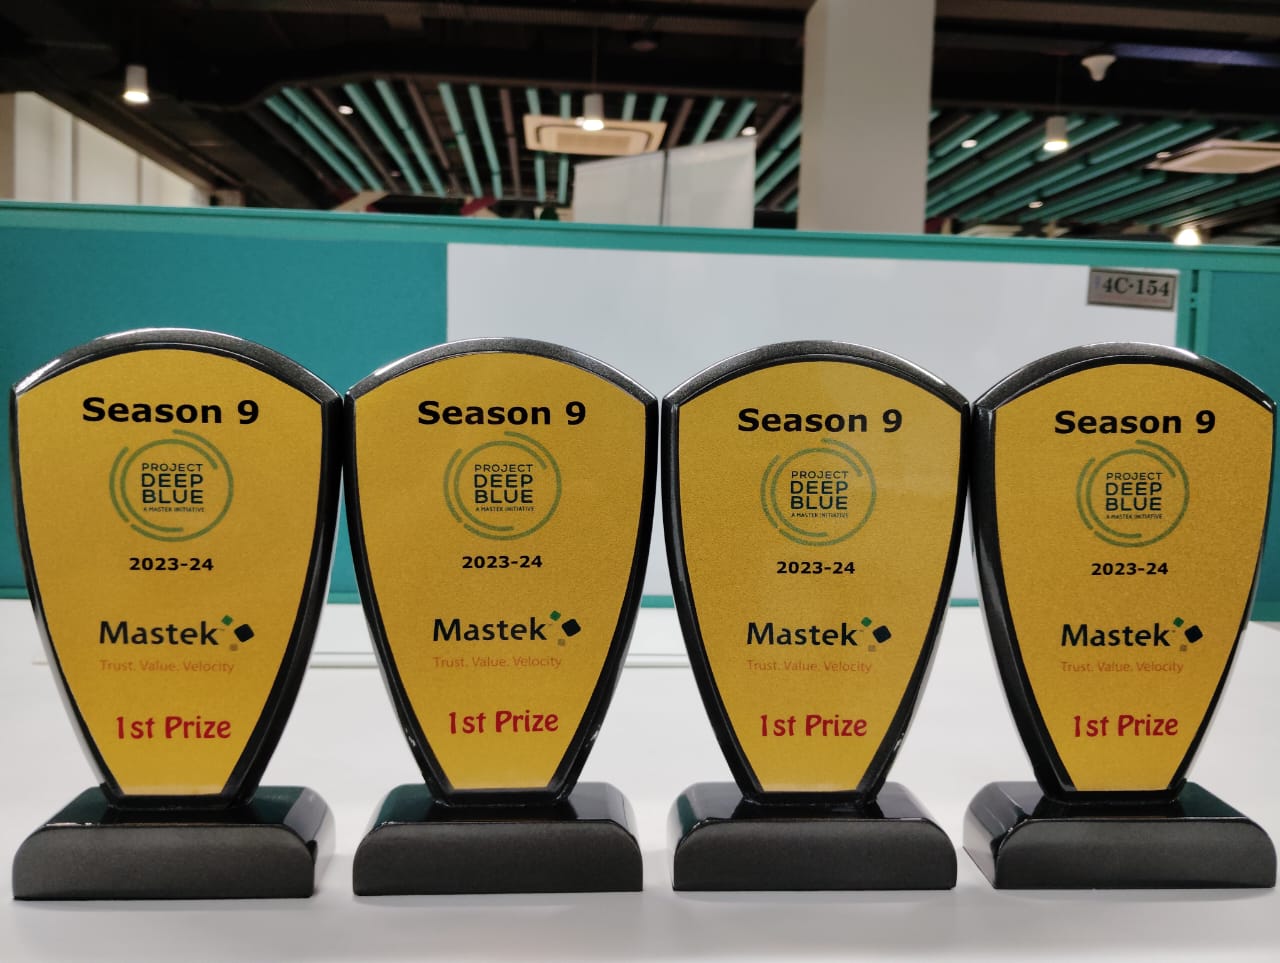 4C·154
Season 9
PROJECT
DEEP
BLUE
A MASTEK INITIATIVE
2023-24
Mastek
Trust. Value. Velocity
1st Prize
Season 9
PROJECT
DEEP
BLUE
A MASTEK INITIATIVE
2023-24
Mastek
Trust. Value. Velocity
1st Prize
Season 9
PROJECT
DEEP
BLUE
A MASTEK INITIATIVE
2023-24
Mastek
Trust. Value. Velocity
1st Prize
Season 9
PROJECT
DEEP
BLUE
A MASTEK INITIATIVE
2023-24
Mastek
Trust. Value. Velocity
1st Prize